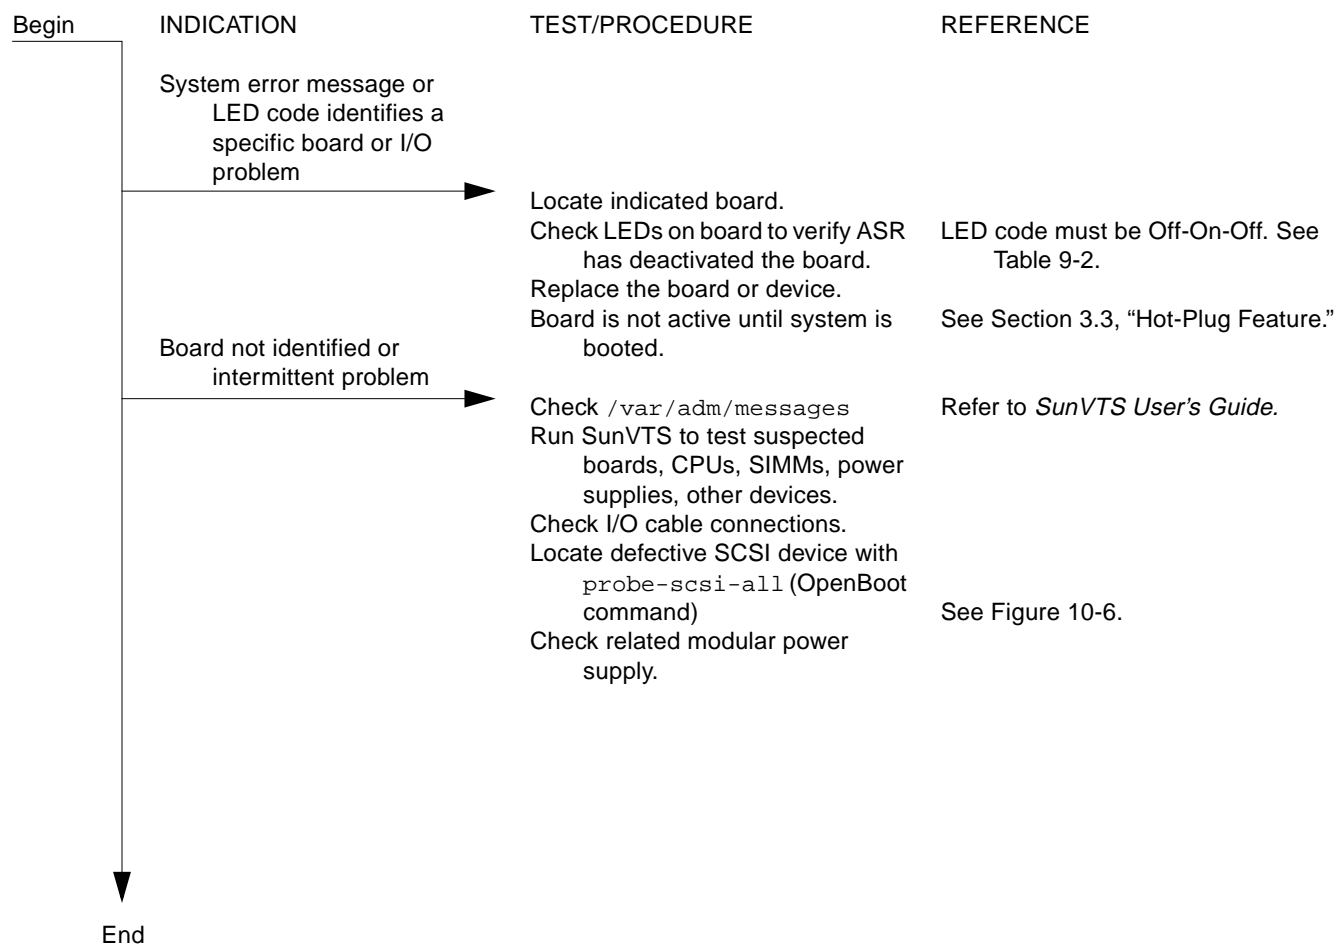 Begin INDICATION TEST/PROCEDURE REFERENCE
System error message or
LED code identifies a
specific board or I/O
problem
Locate indicated board.
Check LEDs on board to verify ASR
has deactivated the board.
LED code must be Off-On-Off. See
Table 9-2.
Replace the board or device.
Board is not active until system is
booted.
See Section 3.3, “Hot-Plug Feature.”
Board not identified or
intermittent problem
Check /var/adm/messages
Refer to SunVTS User's Guide.
Run SunVTS to test suspected
boards, CPUs, SIMMs, power
supplies, other devices.
Check I/O cable connections.
Locate defective SCSI device with
probe-scsi-all (OpenBoot
command)
See Figure 10-6.
Check related modular power
supply.
End